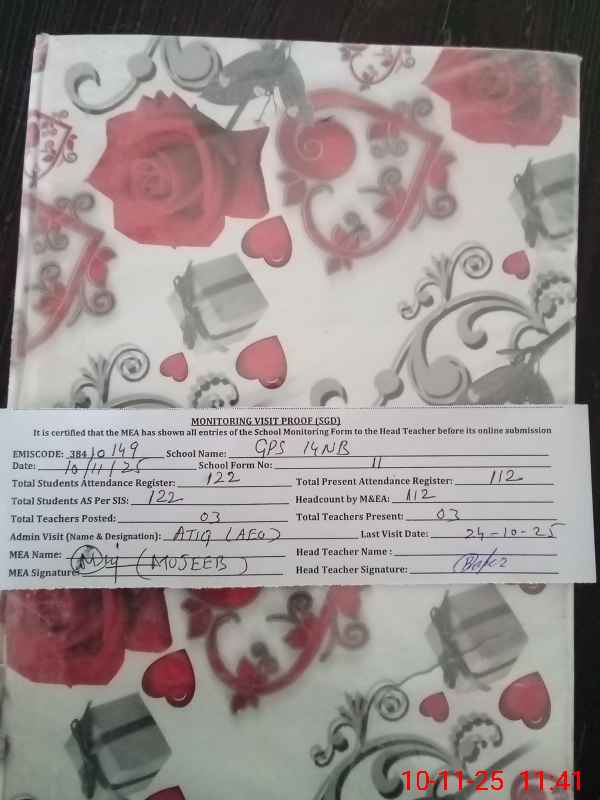 MONITORING VISIT PROOF (SGD)
It is certified that the MEA has shown all entries of the School Monitoring Form to the Head Teacher before its online submission
EMISCODE: 38410149 School Name: GPS 14NB
Date: 10/11/25 School Form No: 11
Total Students Attendance Register: 122 Total Present Attendance Register: 112
Total Students AS Per SIS: 122 Headcount by M&EA: 112
Total Teachers Posted: 03 Total Teachers Present: 03
Admin Visit (Name & Designation): ATIQ (AEO) Last Visit Date: 24-10-25
MEA Name: (MUJEEB) Head Teacher Name :
MEA Signature: Head Teacher Signature:
10-11-25 11:41